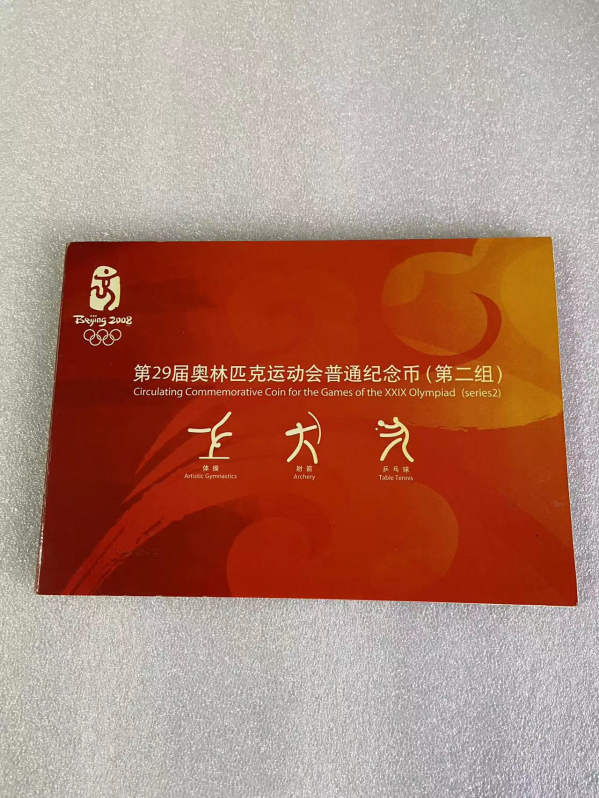 Beijing 2008
第29届奥林匹克运动会普通纪念币(第二组)
Circulating Commemorative Coin for the Games of the XXIX Olympiad (series2)
体操 射箭 乒乓球
Artistic Gymnastics Archery Table Tennis